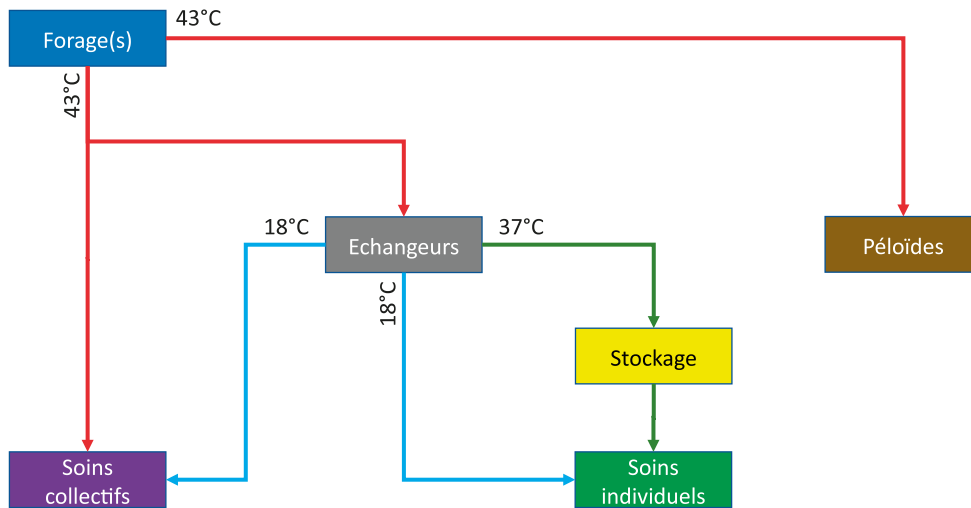 43°C
Forage(s)
43°C
18°C
37°C
Echangeurs
Péloïdes
18°C
Stockage
Soins
collectifs
Soins
individuels